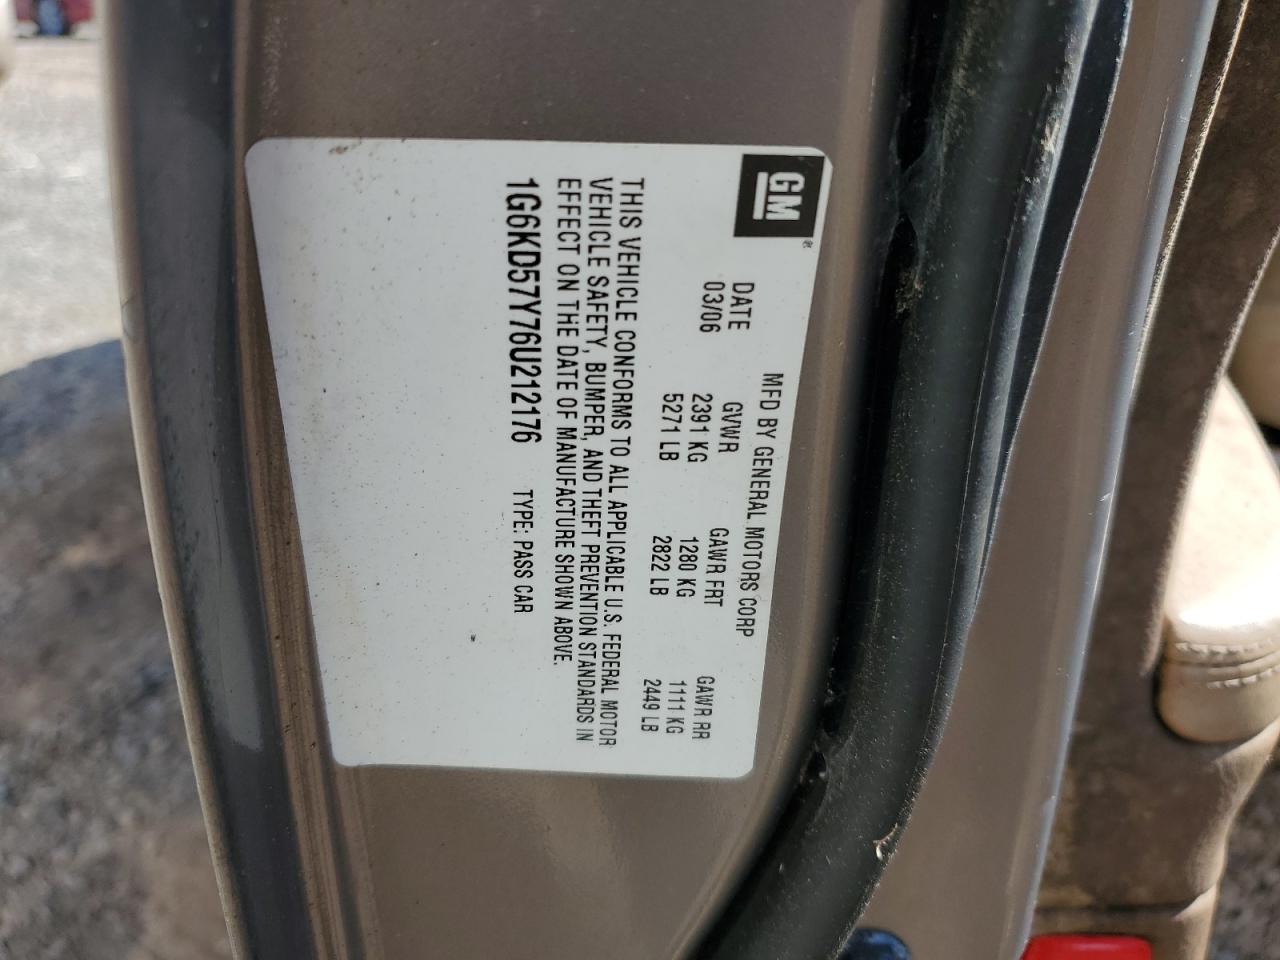 GM®
MFD BY GENERAL MOTORS CORP
DATE GVWR GAWR FRT GAWR RR
03/06 2391 KG 1280 KG 1111 KG
5271 LB 2822 LB 2449 LB
THIS VEHICLE CONFORMS TO ALL APPLICABLE U.S. FEDERAL MOTOR
VEHICLE SAFETY, BUMPER, AND THEFT PREVENTION STANDARDS IN
EFFECT ON THE DATE OF MANUFACTURE SHOWN ABOVE.
1G6KD57Y76U212176 TYPE: PASS CAR